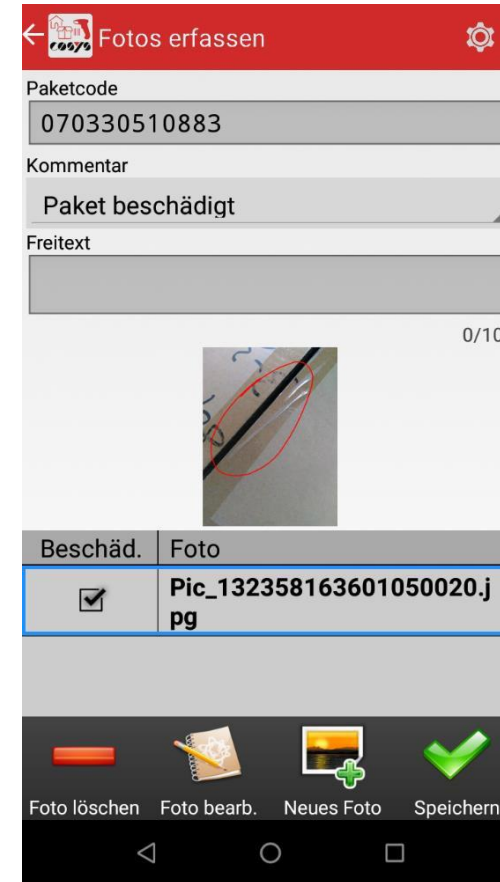 cosys
Fotos erfassen
Paketcode
070330510883
Kommentar
Paket beschädigt
Freitext
0/10
Beschäd.
Foto
Pic_132358163601050020.j
pg
Foto löschen
Foto bearb.
Neues Foto
Speichern